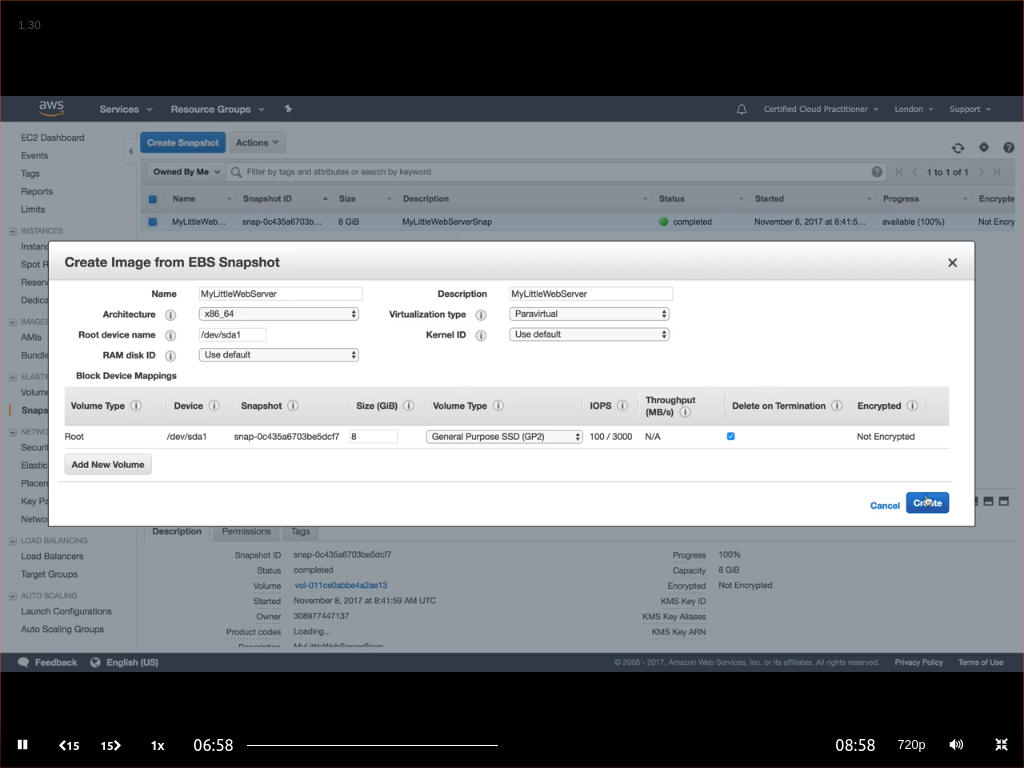 1.30
aws Services Resource Groups Certified Cloud Practitioner London Support
EC2 Dashboard
Events
Tags
Reports
Limits
INSTANCES
Instanc
Spot R
Reserv
Dedica
IMAGES
AMIs
Bundle
ELASTI
Volum
Snaps
NETWO
Securit
Elastic
Placem
Key Pa
Netwo
LOAD BALANCING
Load Balancers
Target Groups
AUTO SCALING
Launch Configurations
Auto Scaling Groups
Create Snapshot Actions
Owned By Me Filter by tags and attributes or search by keyword 1 to 1 of 1
Name Snapshot ID Size Description Status Started Progress Encrypte
MyLittleWeb... snap-0c435a6703b... 8 GiB MyLittleWebServerSnap completed November 8, 2017 at 8:41:5... available (100%) Not Encry
Create Image from EBS Snapshot
Name MyLittleWebServer Description MyLittleWebServer
Architecture x86_64 Virtualization type Paravirtual
Root device name /dev/sda1 Kernel ID Use default
RAM disk ID Use default
Block Device Mappings
Volume Type Device Snapshot Size (GiB) Volume Type IOPS Throughput (MB/s) Delete on Termination Encrypted
Root /dev/sda1 snap-0c435a6703be5dcf7 8 General Purpose SSD (GP2) 100 / 3000 N/A Not Encrypted
Add New Volume
Cancel Create
Description Permissions Tags
Snapshot ID snap-0c435a6703be5dcf7 Progress 100%
Status completed Capacity 8 GiB
Volume vol-011ce0abbe4a2ae13 Encrypted Not Encrypted
Started November 8, 2017 at 8:41:59 AM UTC KMS Key ID
Owner 308977447137 KMS Key Aliases
Product codes Loading... KMS Key ARN
Description MyLittleWebServerSnap
Feedback English (US) © 2008 - 2017, Amazon Web Services, Inc. or its affiliates. All rights reserved. Privacy Policy Terms of Use
15 15 1x 06:58 08:58 720p